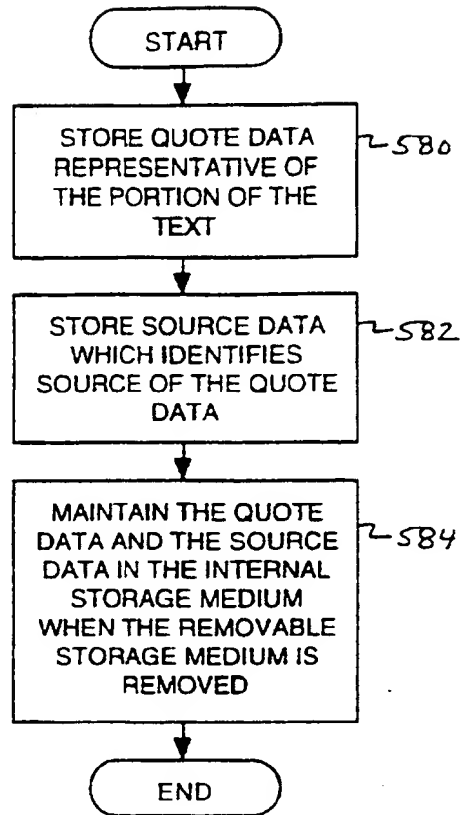 START
STORE QUOTE DATA
REPRESENTATIVE OF
THE PORTION OF THE
TEXT
580
STORE SOURCE DATA
WHICH IDENTIFIES
SOURCE OF THE QUOTE
DATA
582
MAINTAIN THE QUOTE
DATA AND THE SOURCE
DATA IN THE INTERNAL
STORAGE MEDIUM
WHEN THE REMOVABLE
STORAGE MEDIUM IS
REMOVED
584
END